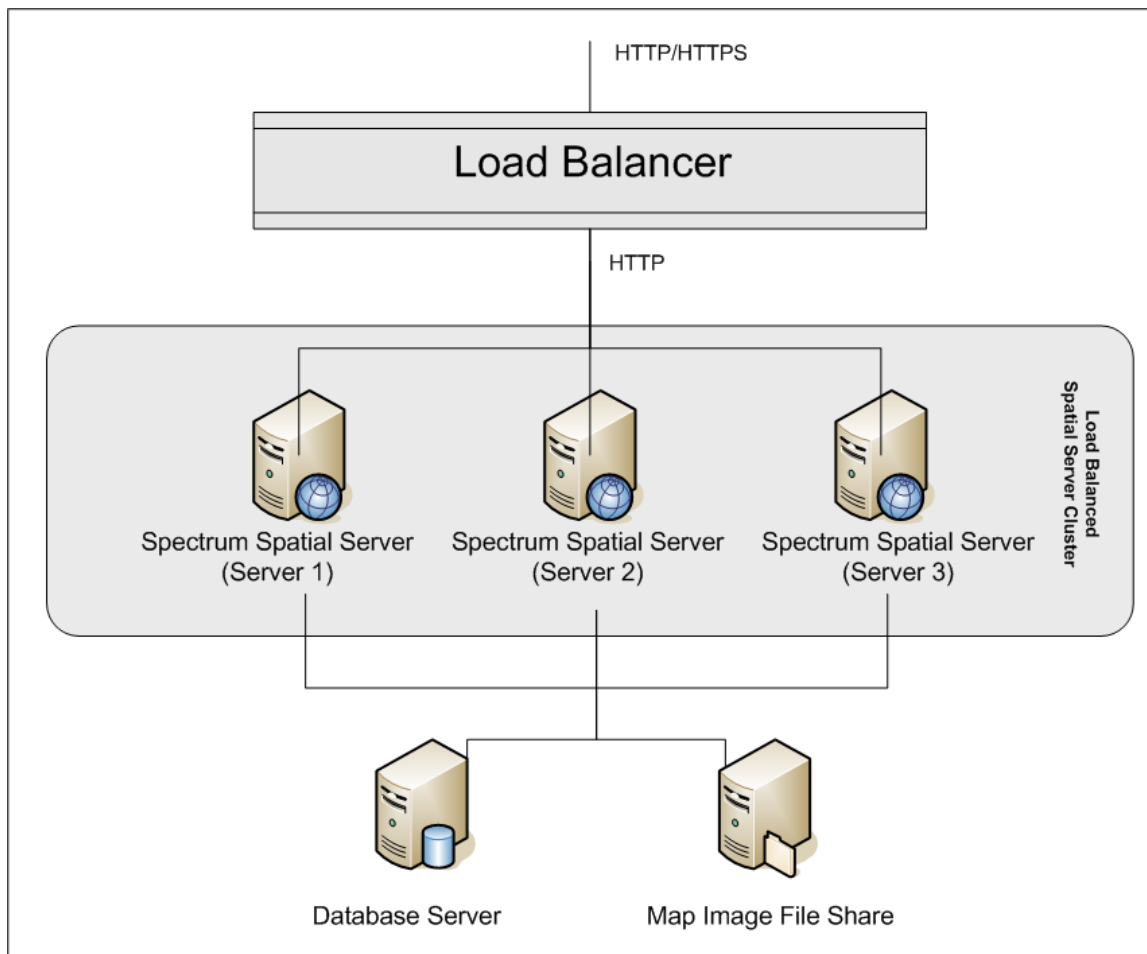 HTTP/HTTPS
Load Balancer
HTTP
Load Balanced
Spatial Server Cluster
Spectrum Spatial Server
(Server 1)
Spectrum Spatial Server
(Server 2)
Spectrum Spatial Server
(Server 3)
Database Server
Map Image File Share